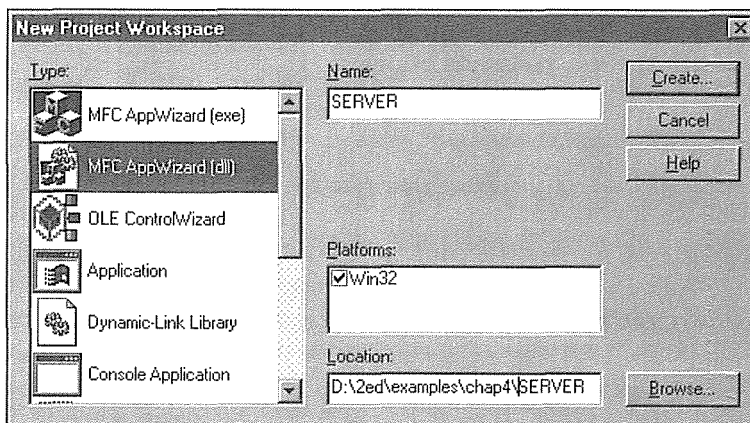 New Project Workspace
Type:
MFC AppWizard (exe)
MFC AppWizard (dll)
OLE ControlWizard
Application
Dynamic-Link Library
Console Application
Name:
SERVER
Platforms:
Win32
Location:
D:\2ed\examples\chap4\SERVER
Create...
Cancel
Help
Browse...